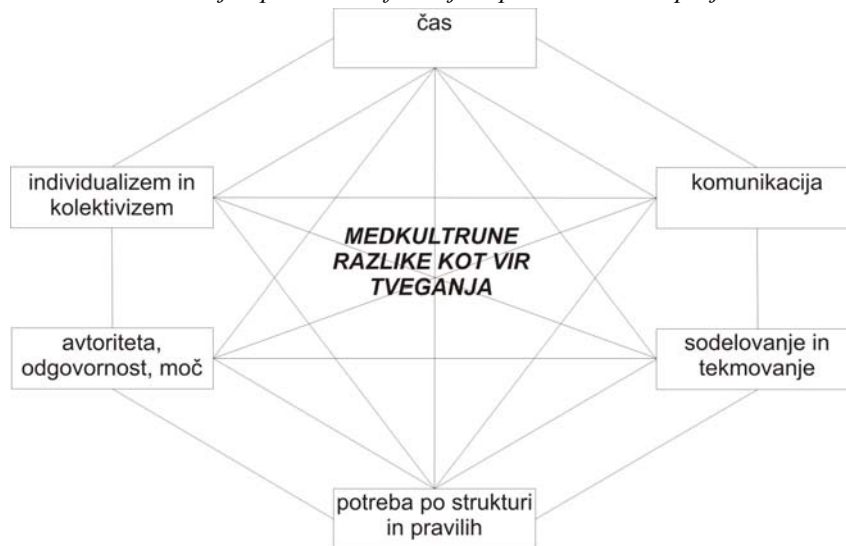 čas
individualizem in
kolektivizem
komunikacija
MEDKULTRUNE
RAZLIKE KOT VIR
TVEGANJA
avtoriteta,
odgovornost, moč
sodelovanje in
tekmovanje
potreba po strukturi
in pravilih